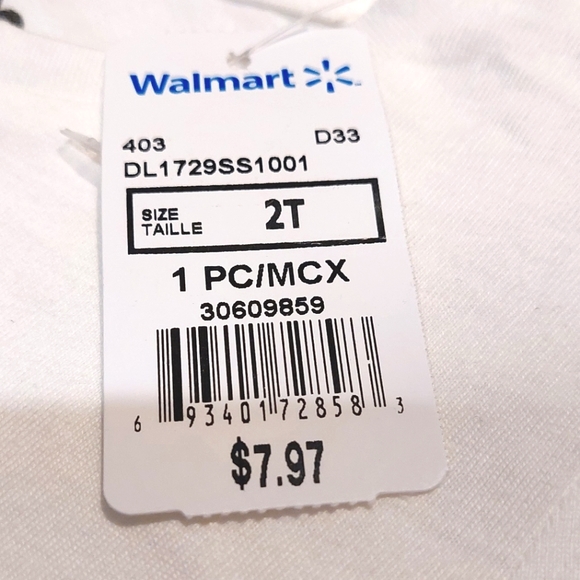 Walmart
403 D33
DL1729SS1001
SIZE 2T
TAILLE
1 PC/MCX
30609859
6 93401 72858 3
$7.97